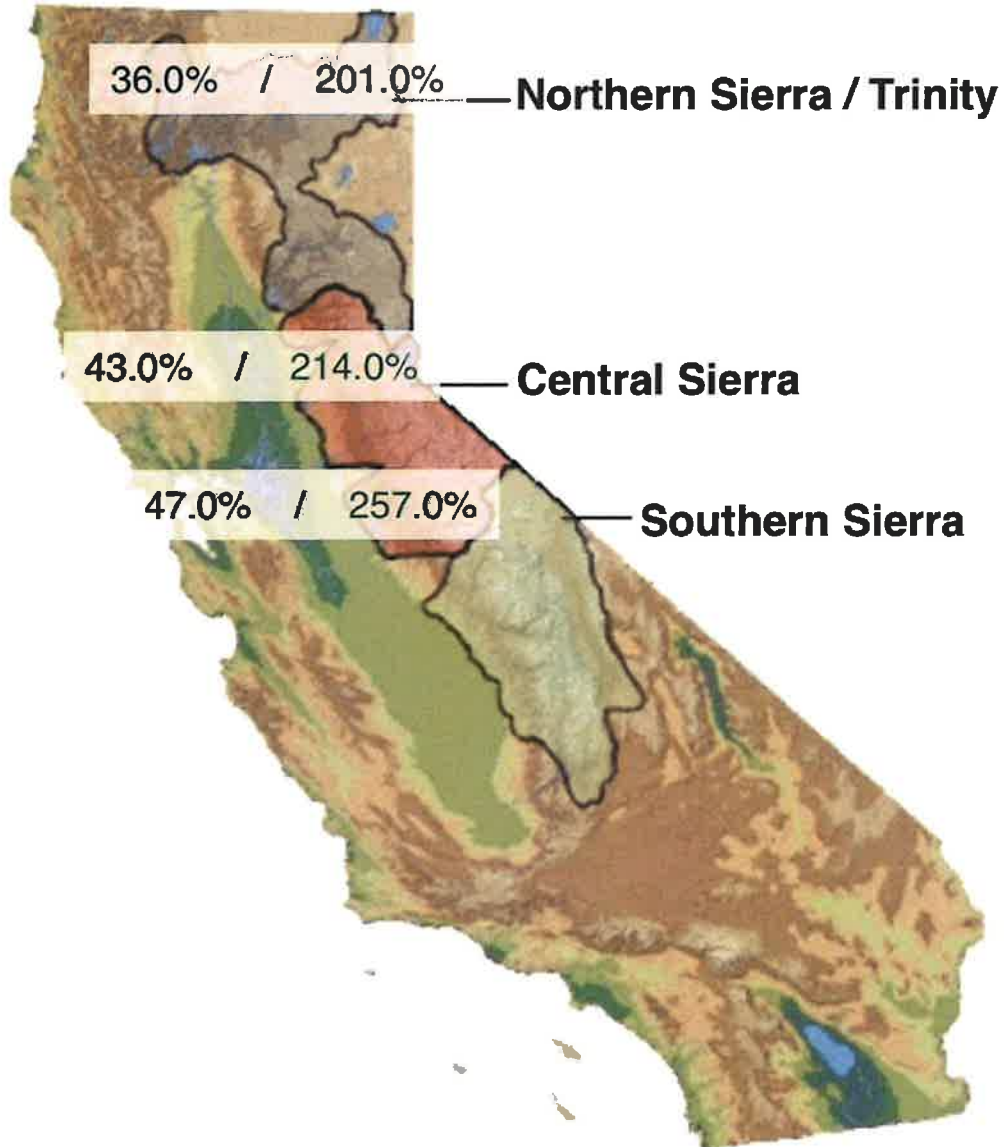 36.0% / 201.0% Northern Sierra / Trinity
43.0% / 214.0% Central Sierra
47.0% / 257.0% Southern Sierra